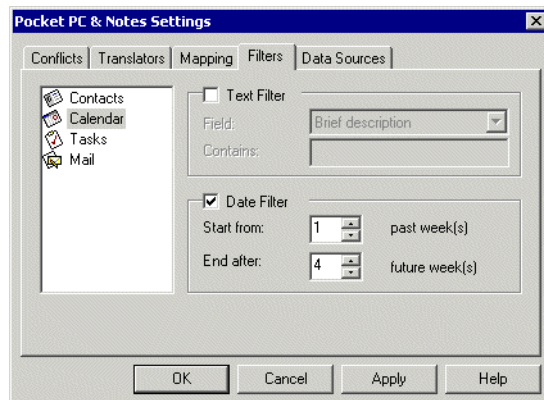 Pocket PC & Notes Settings
Conflicts Translators Mapping Filters Data Sources
Contacts
Calendar
Tasks
Mail
Text Filter
Field: Brief description
Contains:
Date Filter
Start from: 1 past week(s)
End after: 4 future week(s)
OK Cancel Apply Help